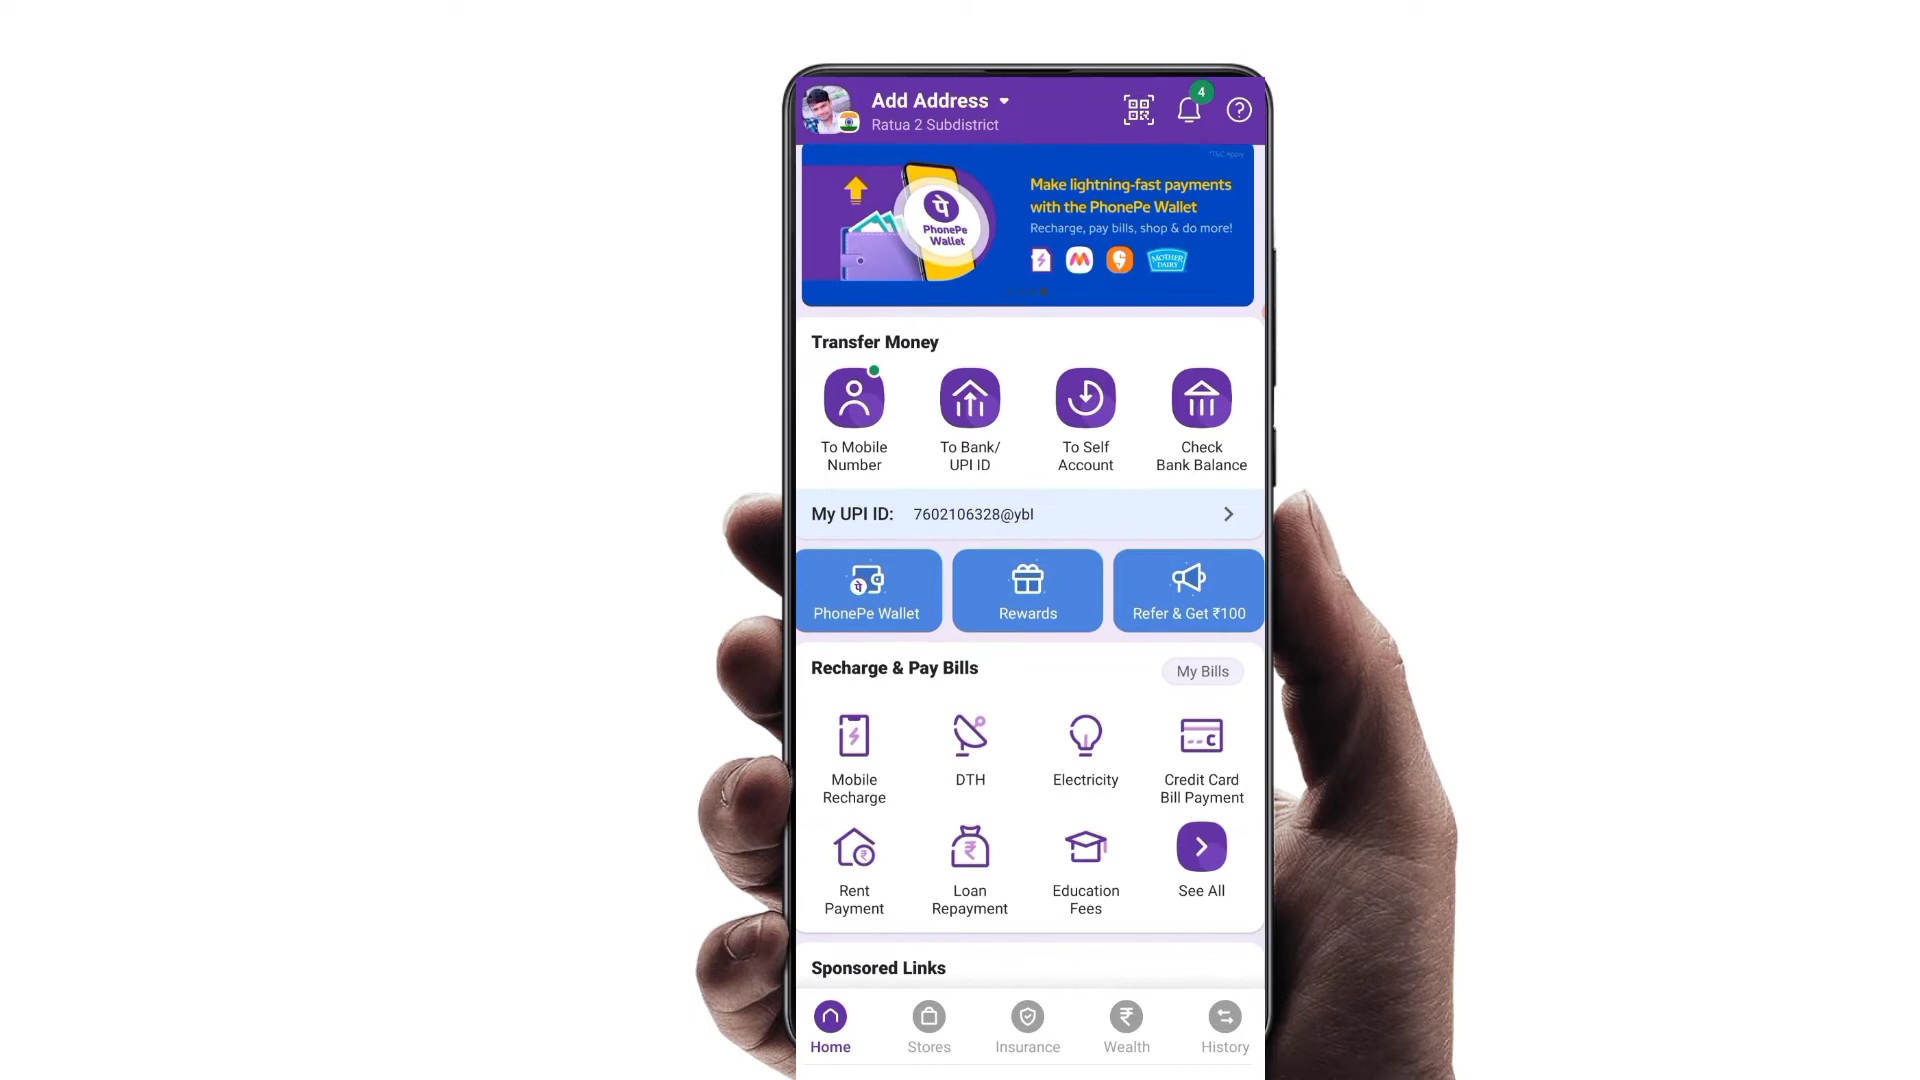 Add Address
Ratua 2 Subdistrict
4
*T&C Apply
Make lightning-fast payments
with the PhonePe Wallet
Recharge, pay bills, shop & do more!
पे
PhonePe
Wallet
MOTHER
DAIRY
Transfer Money
To Mobile
Number
To Bank/
UPI ID
To Self
Account
Check
Bank Balance
My UPI ID: 7602106328@ybl
पे
PhonePe Wallet
Rewards
Refer & Get ₹100
Recharge & Pay Bills
My Bills
Mobile
Recharge
DTH
Electricity
Credit Card
Bill Payment
Rent
Payment
Loan
Repayment
Education
Fees
See All
Sponsored Links
Home
Stores
Insurance
Wealth
History